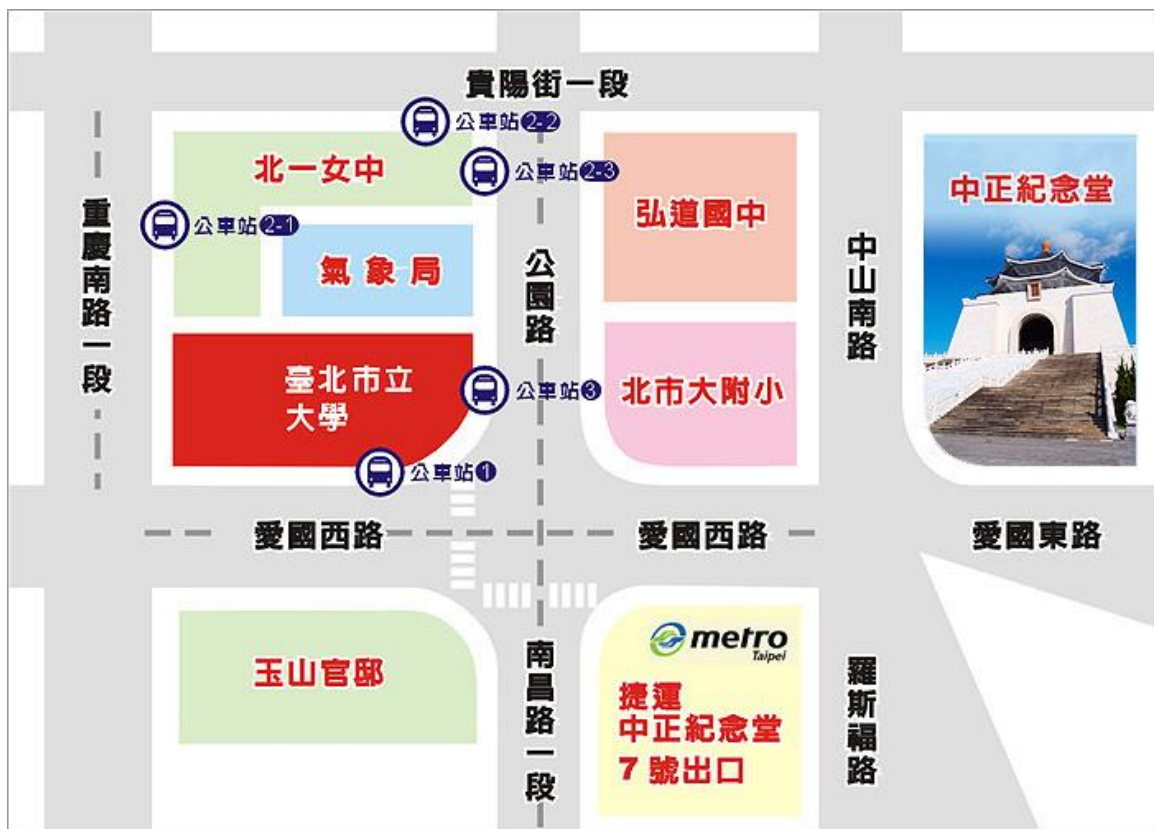 貴陽街一段
公車站2-2
北一女中
公車站2-3
弘道國中
中正紀念堂
公車站2-1
重慶南路一段
氣象局
公園路
中山南路
臺北市立
大學
公車站3
北市大附小
公車站1
愛國西路
愛國西路
愛國東路
metro
Taipei
玉山官邸
南昌路一段
捷運
中正紀念堂
7號出口
羅斯福路